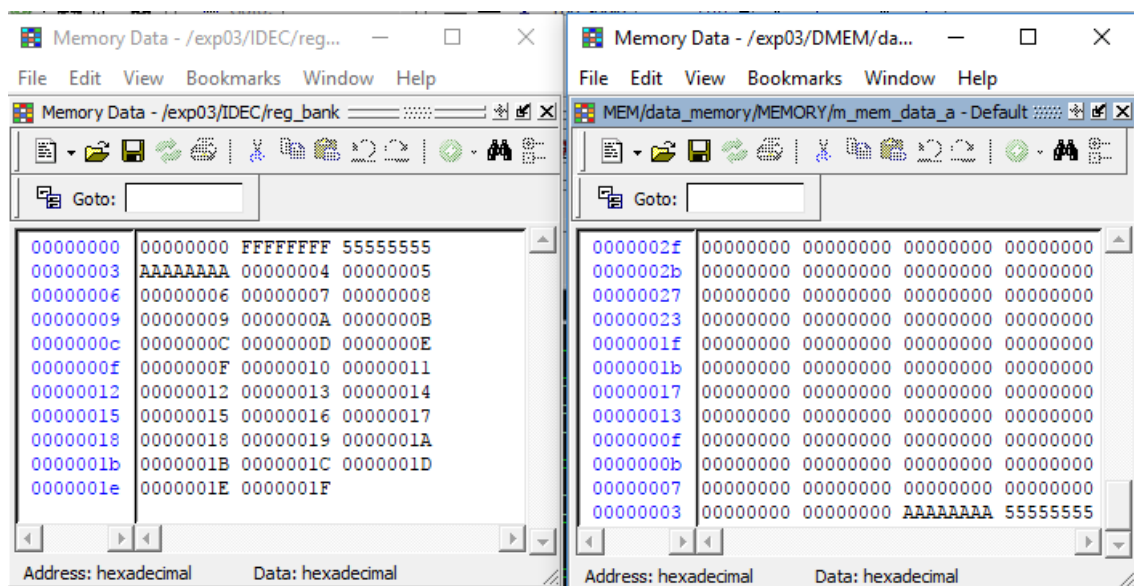 Memory Data - /exp03/IDEC/reg...
File Edit View Bookmarks Window Help
Memory Data - /exp03/IDEC/reg_bank
Goto:
00000000 00000000 FFFFFFFF 55555555
00000003 AAAAAAAA 00000004 00000005
00000006 00000006 00000007 00000008
00000009 00000009 0000000A 0000000B
0000000c 0000000C 0000000D 0000000E
0000000f 0000000F 00000010 00000011
00000012 00000012 00000013 00000014
00000015 00000015 00000016 00000017
00000018 00000018 00000019 0000001A
0000001b 0000001B 0000001C 0000001D
0000001e 0000001E 0000001F
Address: hexadecimal Data: hexadecimal
Memory Data - /exp03/DMEM/da...
File Edit View Bookmarks Window Help
MEM/data_memory/MEMORY/m_mem_data_a - Default
Goto:
0000002f 00000000 00000000 00000000 00000000
0000002b 00000000 00000000 00000000 00000000
00000027 00000000 00000000 00000000 00000000
00000023 00000000 00000000 00000000 00000000
0000001f 00000000 00000000 00000000 00000000
0000001b 00000000 00000000 00000000 00000000
00000017 00000000 00000000 00000000 00000000
00000013 00000000 00000000 00000000 00000000
0000000f 00000000 00000000 00000000 00000000
0000000b 00000000 00000000 00000000 00000000
00000007 00000000 00000000 00000000 00000000
00000003 00000000 00000000 AAAAAAAA 55555555
Address: hexadecimal Data: hexadecimal